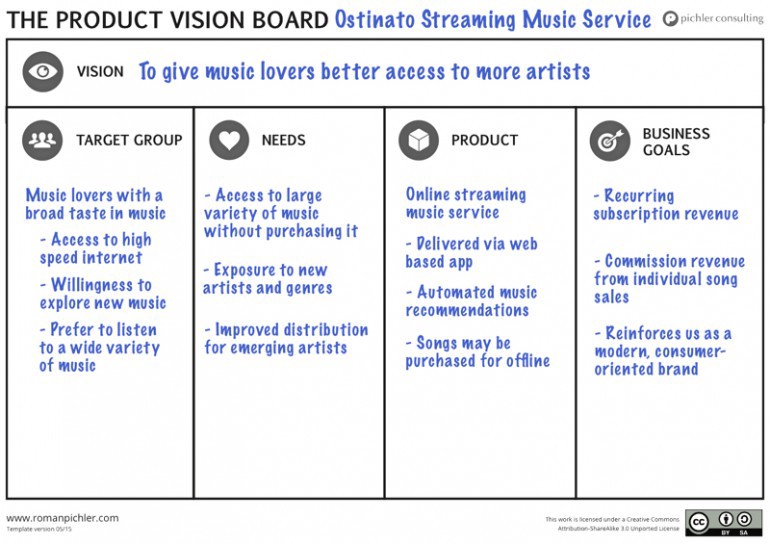 THE PRODUCT VISION BOARD Ostinato Streaming Music Service
pichler consulting
VISION To give music lovers better access to more artists
TARGET GROUP
Music lovers with a
broad taste in music
- Access to high
speed internet
- Willingness to
explore new music
- Prefer to listen
to a wide variety
of music
NEEDS
- Access to large
variety of music
without purchasing it
- Exposure to new
artists and genres
- Improved distribution
for emerging artists
PRODUCT
Online streaming
music service
- Delivered via web
based app
- Automated music
recommendations
- Songs may be
purchased for offline
BUSINESS
GOALS
- Recurring
subscription revenue
- Commission revenue
from individual song
sales
- Reinforces us as a
modern, consumer-
oriented brand
www.romanpichler.com
Template version 05/15
This work is licensed under a Creative Commons
Attribution-ShareAlike 3.0 Unported License
cc
BY SA